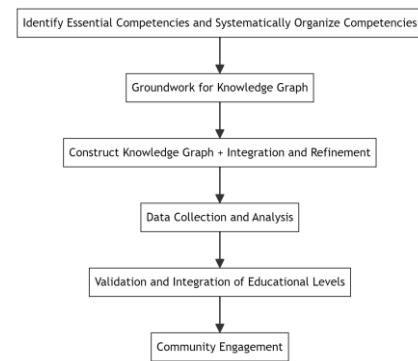 Identify Essential Competencies and Systematically Organize Competencies
Groundwork for Knowledge Graph
Construct Knowledge Graph + Integration and Refinement
Data Collection and Analysis
Validation and Integration of Educational Levels
Community Engagement